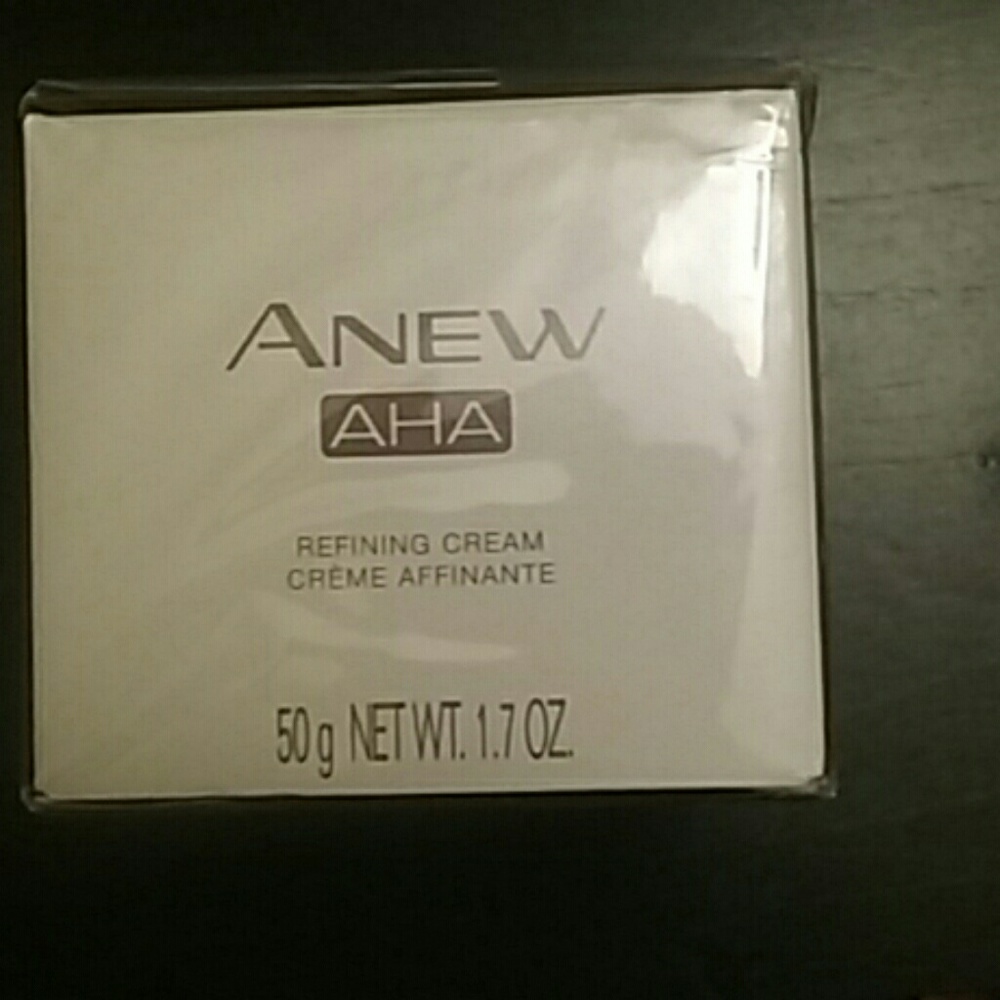 ANEW
AHA
REFINING CREAM
CRÈME AFFINANTE
50 g NET WT. 1.7 OZ.